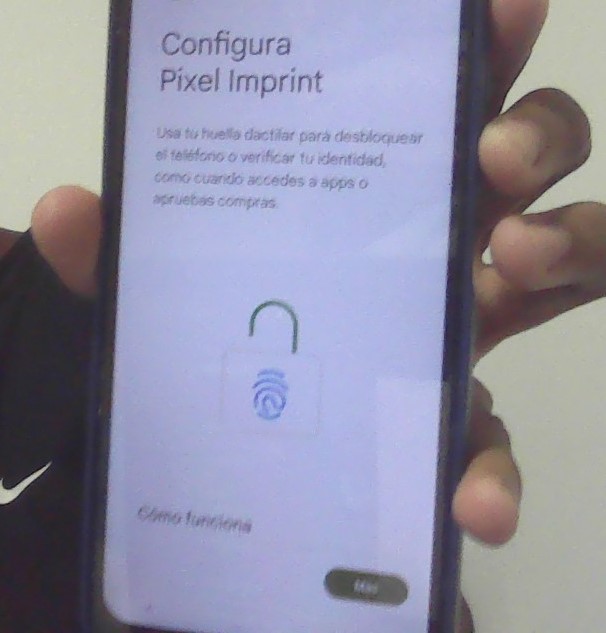 Configura
Pixel Imprint
Usa tu huella dactilar para desbloquear
el teléfono o verificar tu identidad,
como cuando accedes a apps o
apruebas compras.
Cómo funciona